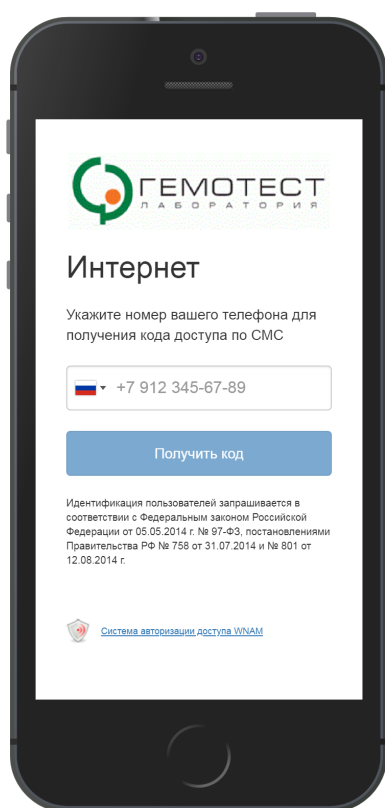 ГЕМОТЕСТ
ЛАБОРАТОРИЯ
Интернет
Укажите номер вашего телефона для
получения кода доступа по СМС
+7 912 345-67-89
Получить код
Идентификация пользователей запрашивается в
соответствии с Федеральным законом Российской
Федерации от 05.05.2014 г. № 97-ФЗ, постановлениями
Правительства РФ № 758 от 31.07.2014 и № 801 от
12.08.2014 г.
Система авторизации доступа WNAM